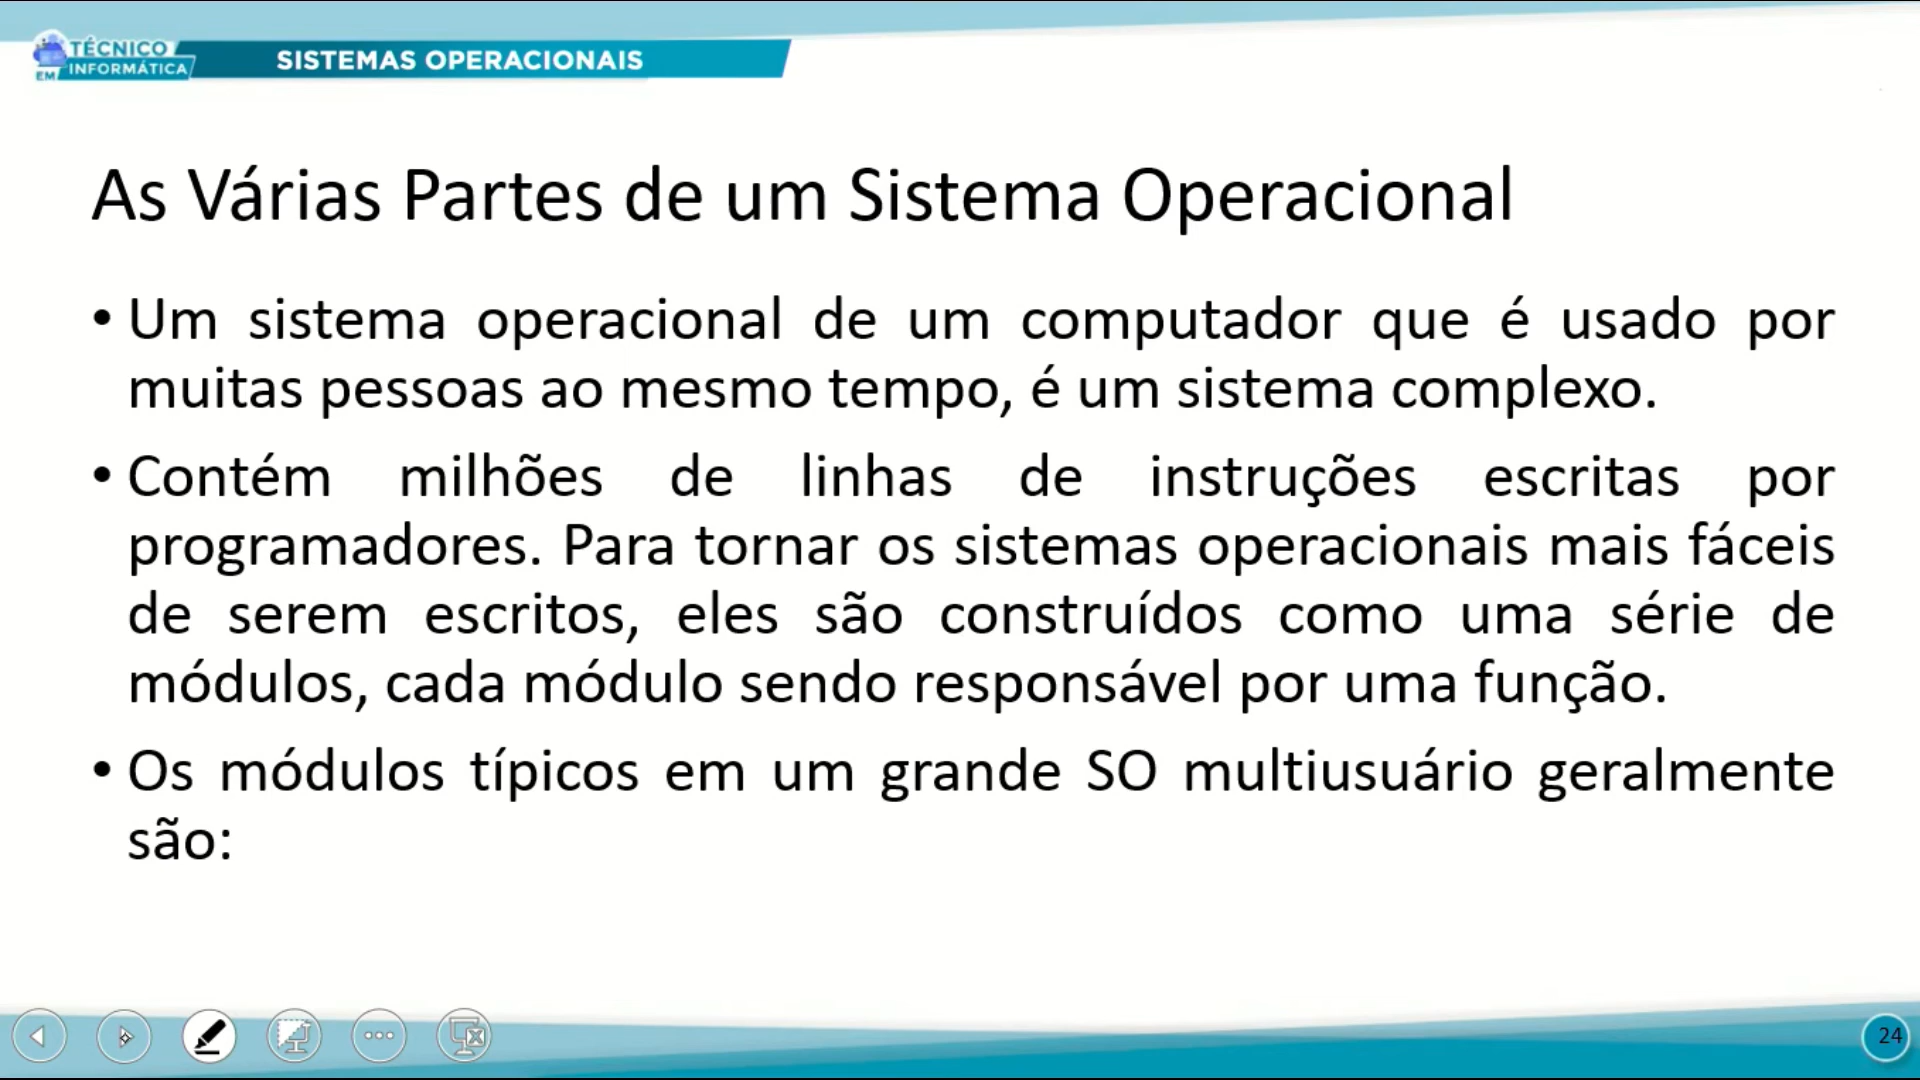 TÉCNICO
EM INFORMÁTICA
SISTEMAS OPERACIONAIS
As Várias Partes de um Sistema Operacional
• Um sistema operacional de um computador que é usado por
muitas pessoas ao mesmo tempo, é um sistema complexo.
• Contém milhões de linhas de instruções escritas por
programadores. Para tornar os sistemas operacionais mais fáceis
de serem escritos, eles são construídos como uma série de
módulos, cada módulo sendo responsável por uma função.
• Os módulos típicos em um grande SO multiusuário geralmente
são:
24